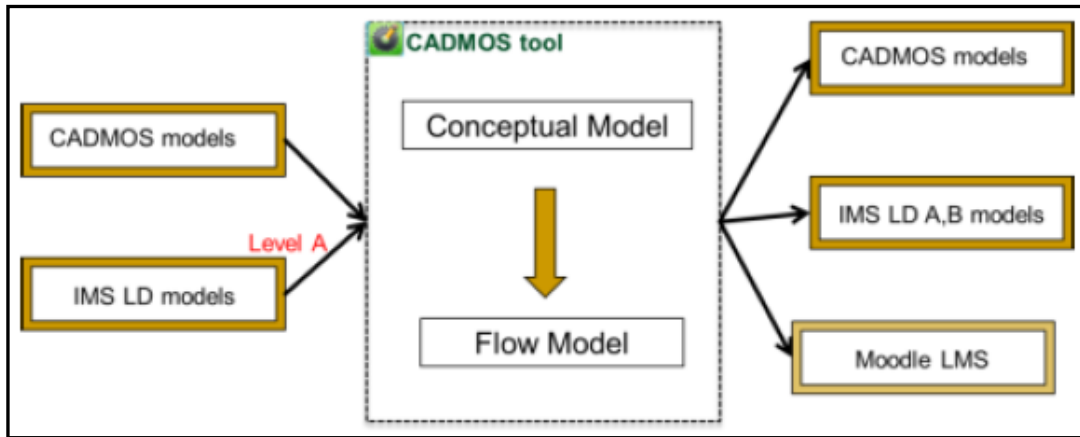 CADMOS models
Level A
IMS LD models
CADMOS tool
Conceptual Model
Flow Model
CADMOS models
IMS LD A,B models
Moodle LMS